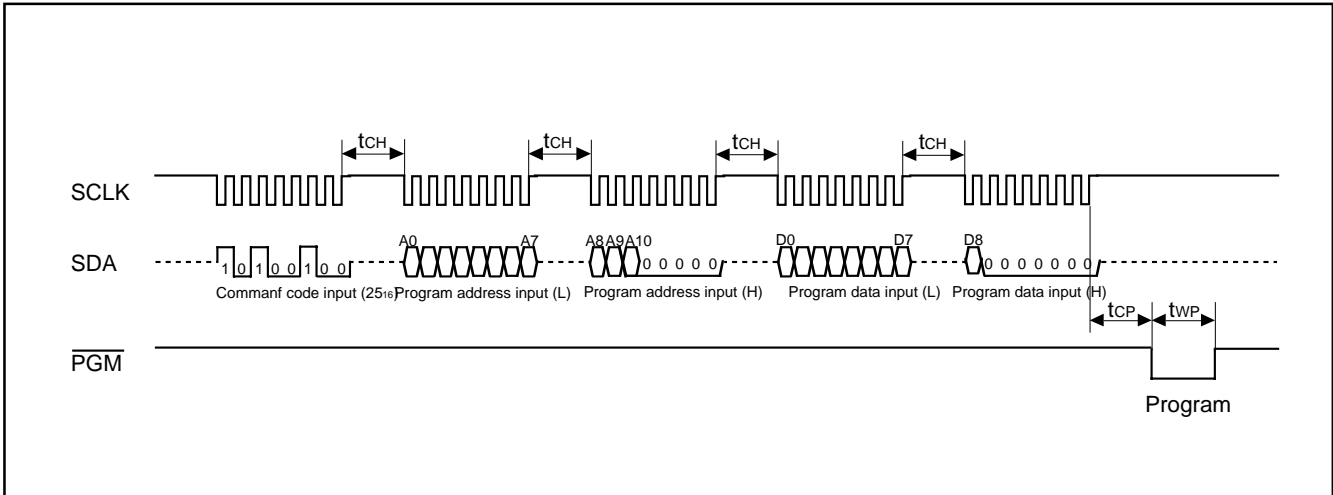 tCH tCH tCH tCH
SCLK
A0 A7 A8 A9 A10 D0 D7 D8
SDA
1 0 1 0 0 1 0 0 0 0 0 0 0 0 0 0 0 0 0 0
Commanf code input (25₁₆) Program address input (L) Program address input (H) Program data input (L) Program data input (H)
tCP tWP
PGM
Program